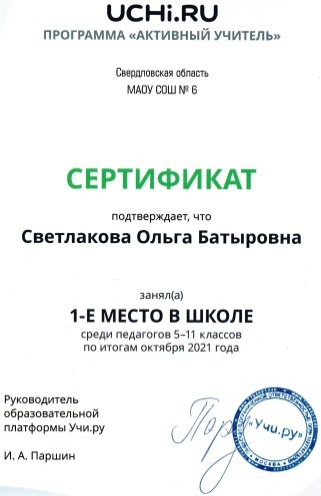 UCHi.RU
ПРОГРАММА «АКТИВНЫЙ УЧИТЕЛЬ»
Свердловская область
МАОУ СОШ № 6
СЕРТИФИКАТ
подтверждает, что
Светлакова Ольга Батыровна
занял(а)
1-Е МЕСТО В ШКОЛЕ
среди педагогов 5–11 классов
по итогам октября 2021 года
Руководитель
образовательной
платформы Учи.ру
И. А. Паршин
"Учи.ру"
МОСКВА